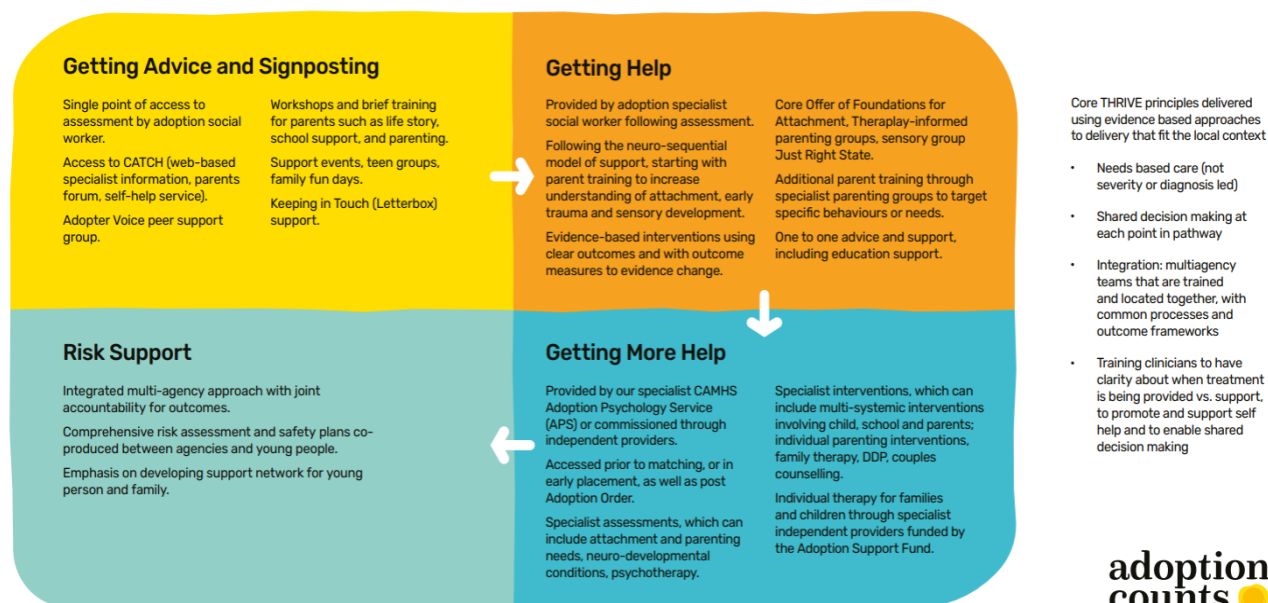 Getting Advice and Signposting
Single point of access to
assessment by adoption social
worker.
Access to CATCH (web-based
specialist information, parents
forum, self-help service).
Adopter Voice peer support
group.
Workshops and brief training
for parents such as life story,
school support, and parenting.
Support events, teen groups,
family fun days.
Keeping in Touch (Letterbox)
support.
Getting Help
Provided by adoption specialist
social worker following assessment.
Following the neuro-sequential
model of support, starting with
parent training to increase
understanding of attachment, early
trauma and sensory development.
Evidence-based interventions using
clear outcomes and with outcome
measures to evidence change.
Core Offer of Foundations for
Attachment, Theraplay-informed
parenting groups, sensory group
Just Right State.
Additional parent training through
specialist parenting groups to target
specific behaviours or needs.
One to one advice and support,
including education support.
Risk Support
Integrated multi-agency approach with joint
accountability for outcomes.
Comprehensive risk assessment and safety plans co-
produced between agencies and young people.
Emphasis on developing support network for young
person and family.
Getting More Help
Provided by our specialist CAMHS
Adoption Psychology Service
(APS) or commissioned through
independent providers.
Accessed prior to matching, or in
early placement, as well as post
Adoption Order.
Specialist assessments, which can
include attachment and parenting
needs, neuro-developmental
conditions, psychotherapy.
Specialist interventions, which can
include multi-systemic interventions
involving child, school and parents;
individual parenting interventions,
family therapy, DDP, couples
counselling.
Individual therapy for families
and children through specialist
independent providers funded by
the Adoption Support Fund.
Core THRIVE principles delivered
using evidence based approaches
to delivery that fit the local context
• Needs based care (not
severity or diagnosis led)
• Shared decision making at
each point in pathway
• Integration: multiagency
teams that are trained
and located together, with
common processes and
outcome frameworks
• Training clinicians to have
clarity about when treatment
is being provided vs. support,
to promote and support self
help and to enable shared
decision making
adoption
counts